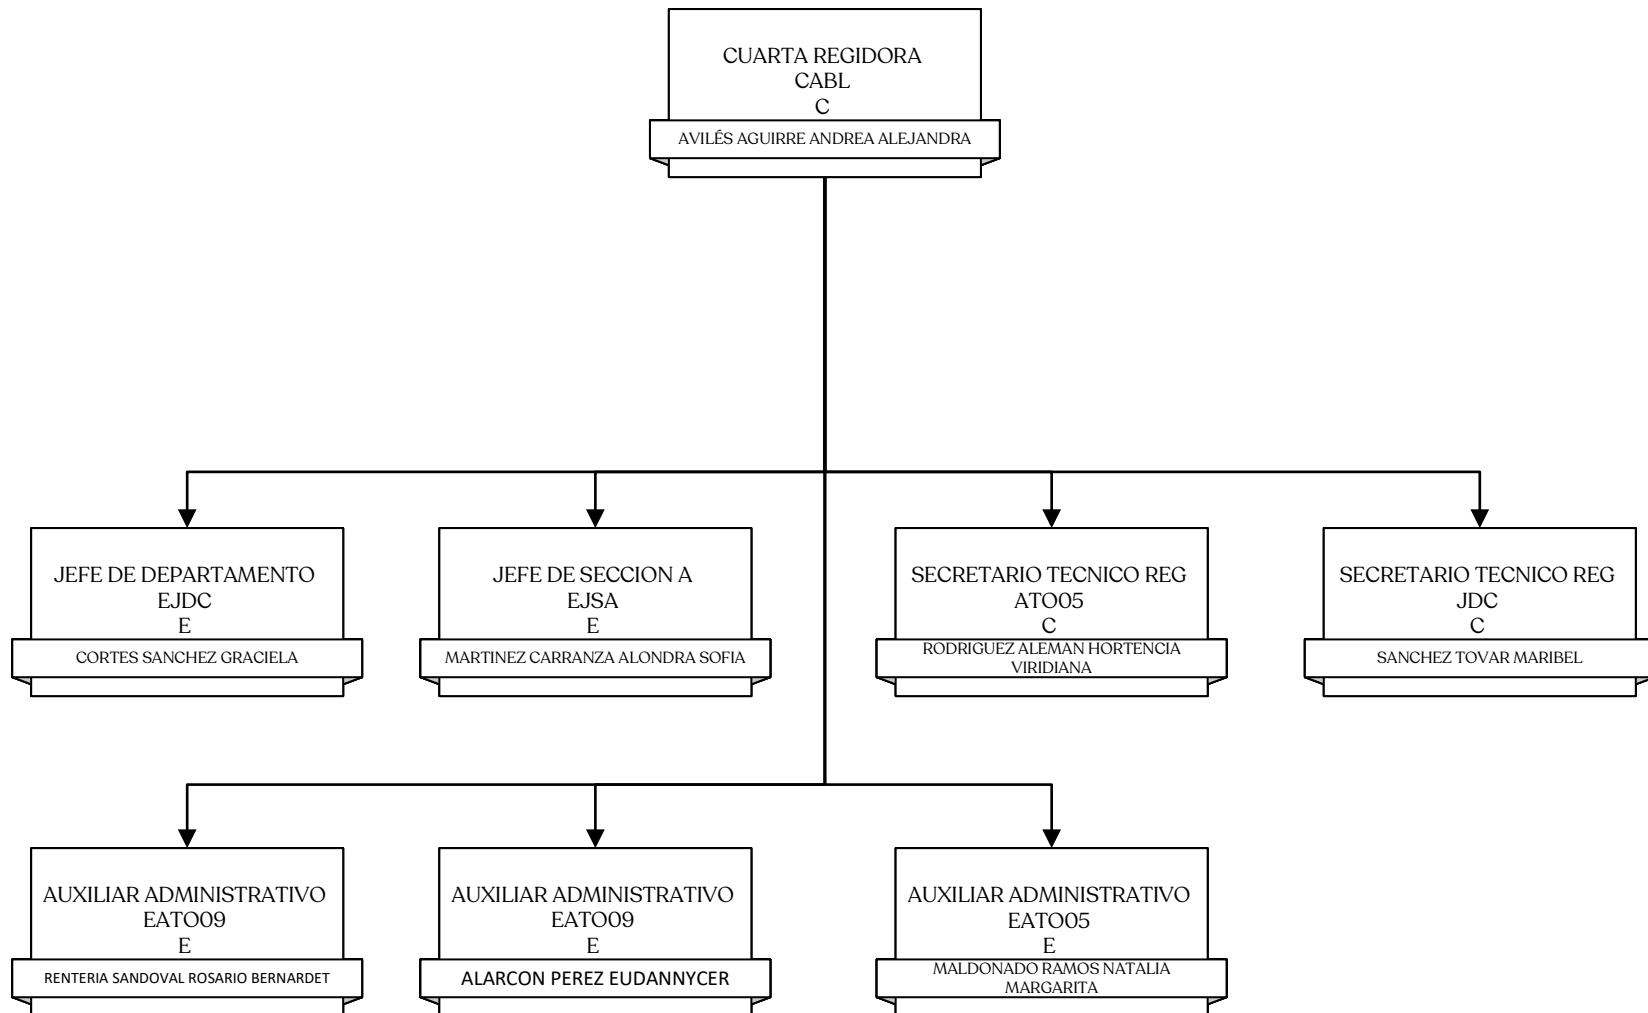 CUARTA REGIDORA
CABL
C
AVILÉS AGUIRRE ANDREA ALEJANDRA
JEFE DE DEPARTAMENTO
EJDC
E
CORTES SANCHEZ GRACIELA
JEFE DE SECCION A
EJSA
E
MARTINEZ CARRANZA ALONDRA SOFIA
SECRETARIO TECNICO REG
ATO05
C
RODRIGUEZ ALEMAN HORTENCIA
VIRIDIANA
SECRETARIO TECNICO REG
JDC
C
SANCHEZ TOVAR MARIBEL
AUXILIAR ADMINISTRATIVO
EATO09
E
RENTERIA SANDOVAL ROSARIO BERNARDET
AUXILIAR ADMINISTRATIVO
EATO09
E
ALARCON PEREZ EUDANNYCER
AUXILIAR ADMINISTRATIVO
EATO05
E
MALDONADO RAMOS NATALIA
MARGARITA